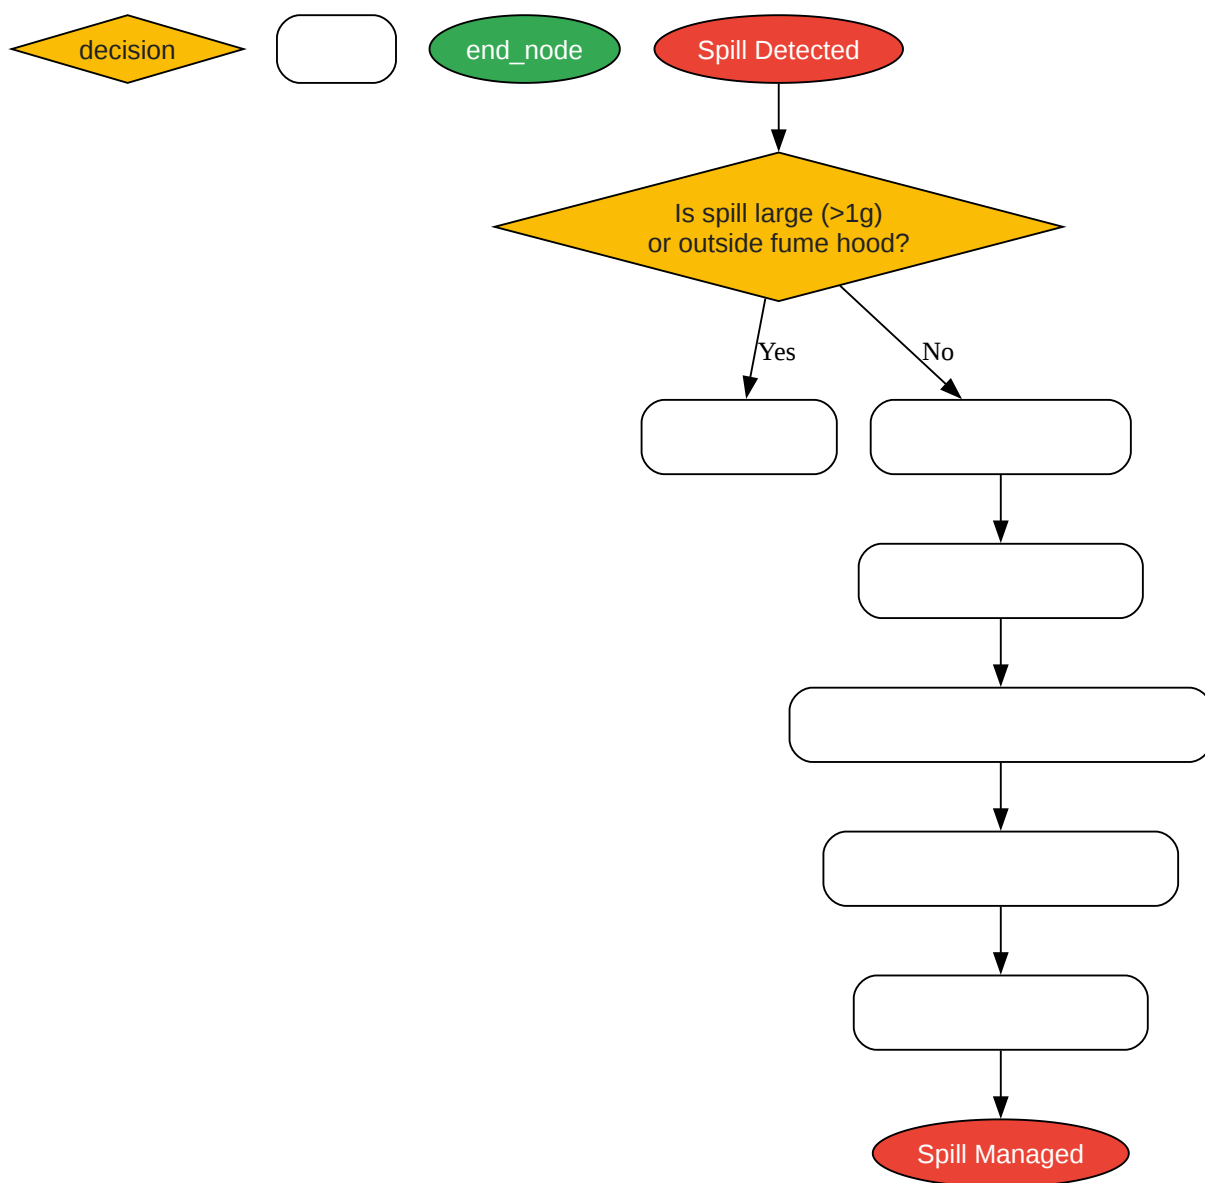 decision
end_node
Spill Detected
Is spill large (>1g)
or outside fume hood?
Yes
No
Spill Managed